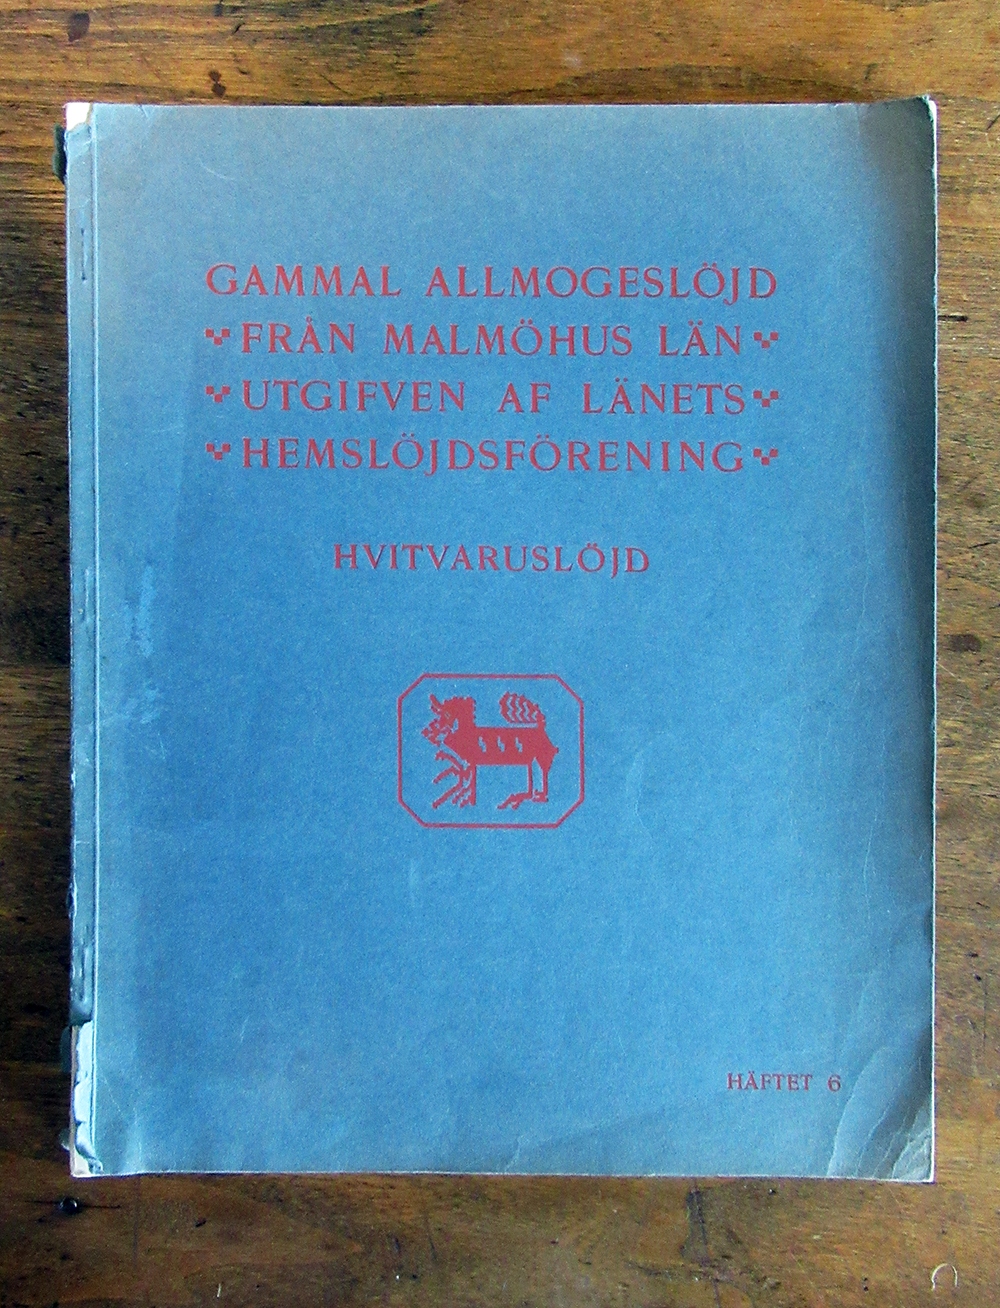 GAMMAL ALLMOGESLÖJD
FRÅN MALMÖHUS LÄN
UTGIFVEN AF LÄNETS
HEMSLÖJDSFÖRENING
HVITVARUSLÖJD
HÄFTET 6